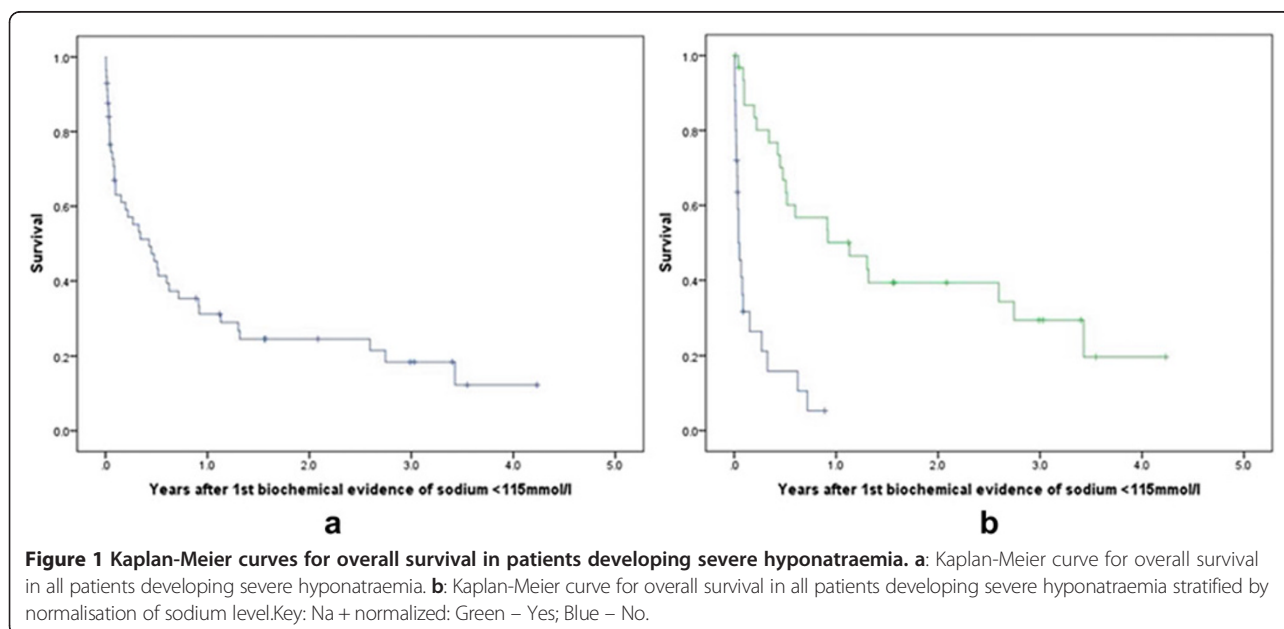 1.0
0.8
0.6
0.4
0.2
0.0
Survival
.0 1.0 2.0 3.0 4.0 5.0
Years after 1st biochemical evidence of sodium <115mmol/l
a
1.0
0.8
0.6
0.4
0.2
0.0
Survival
.0 1.0 2.0 3.0 4.0 5.0
Years after 1st biochemical evidence of sodium <115mmol/l
b
Figure 1 Kaplan-Meier curves for overall survival in patients developing severe hyponatraemia. a: Kaplan-Meier curve for overall survival
in all patients developing severe hyponatraemia. b: Kaplan-Meier curve for overall survival in all patients developing severe hyponatraemia stratified by
normalisation of sodium level.Key: Na + normalized: Green – Yes; Blue – No.